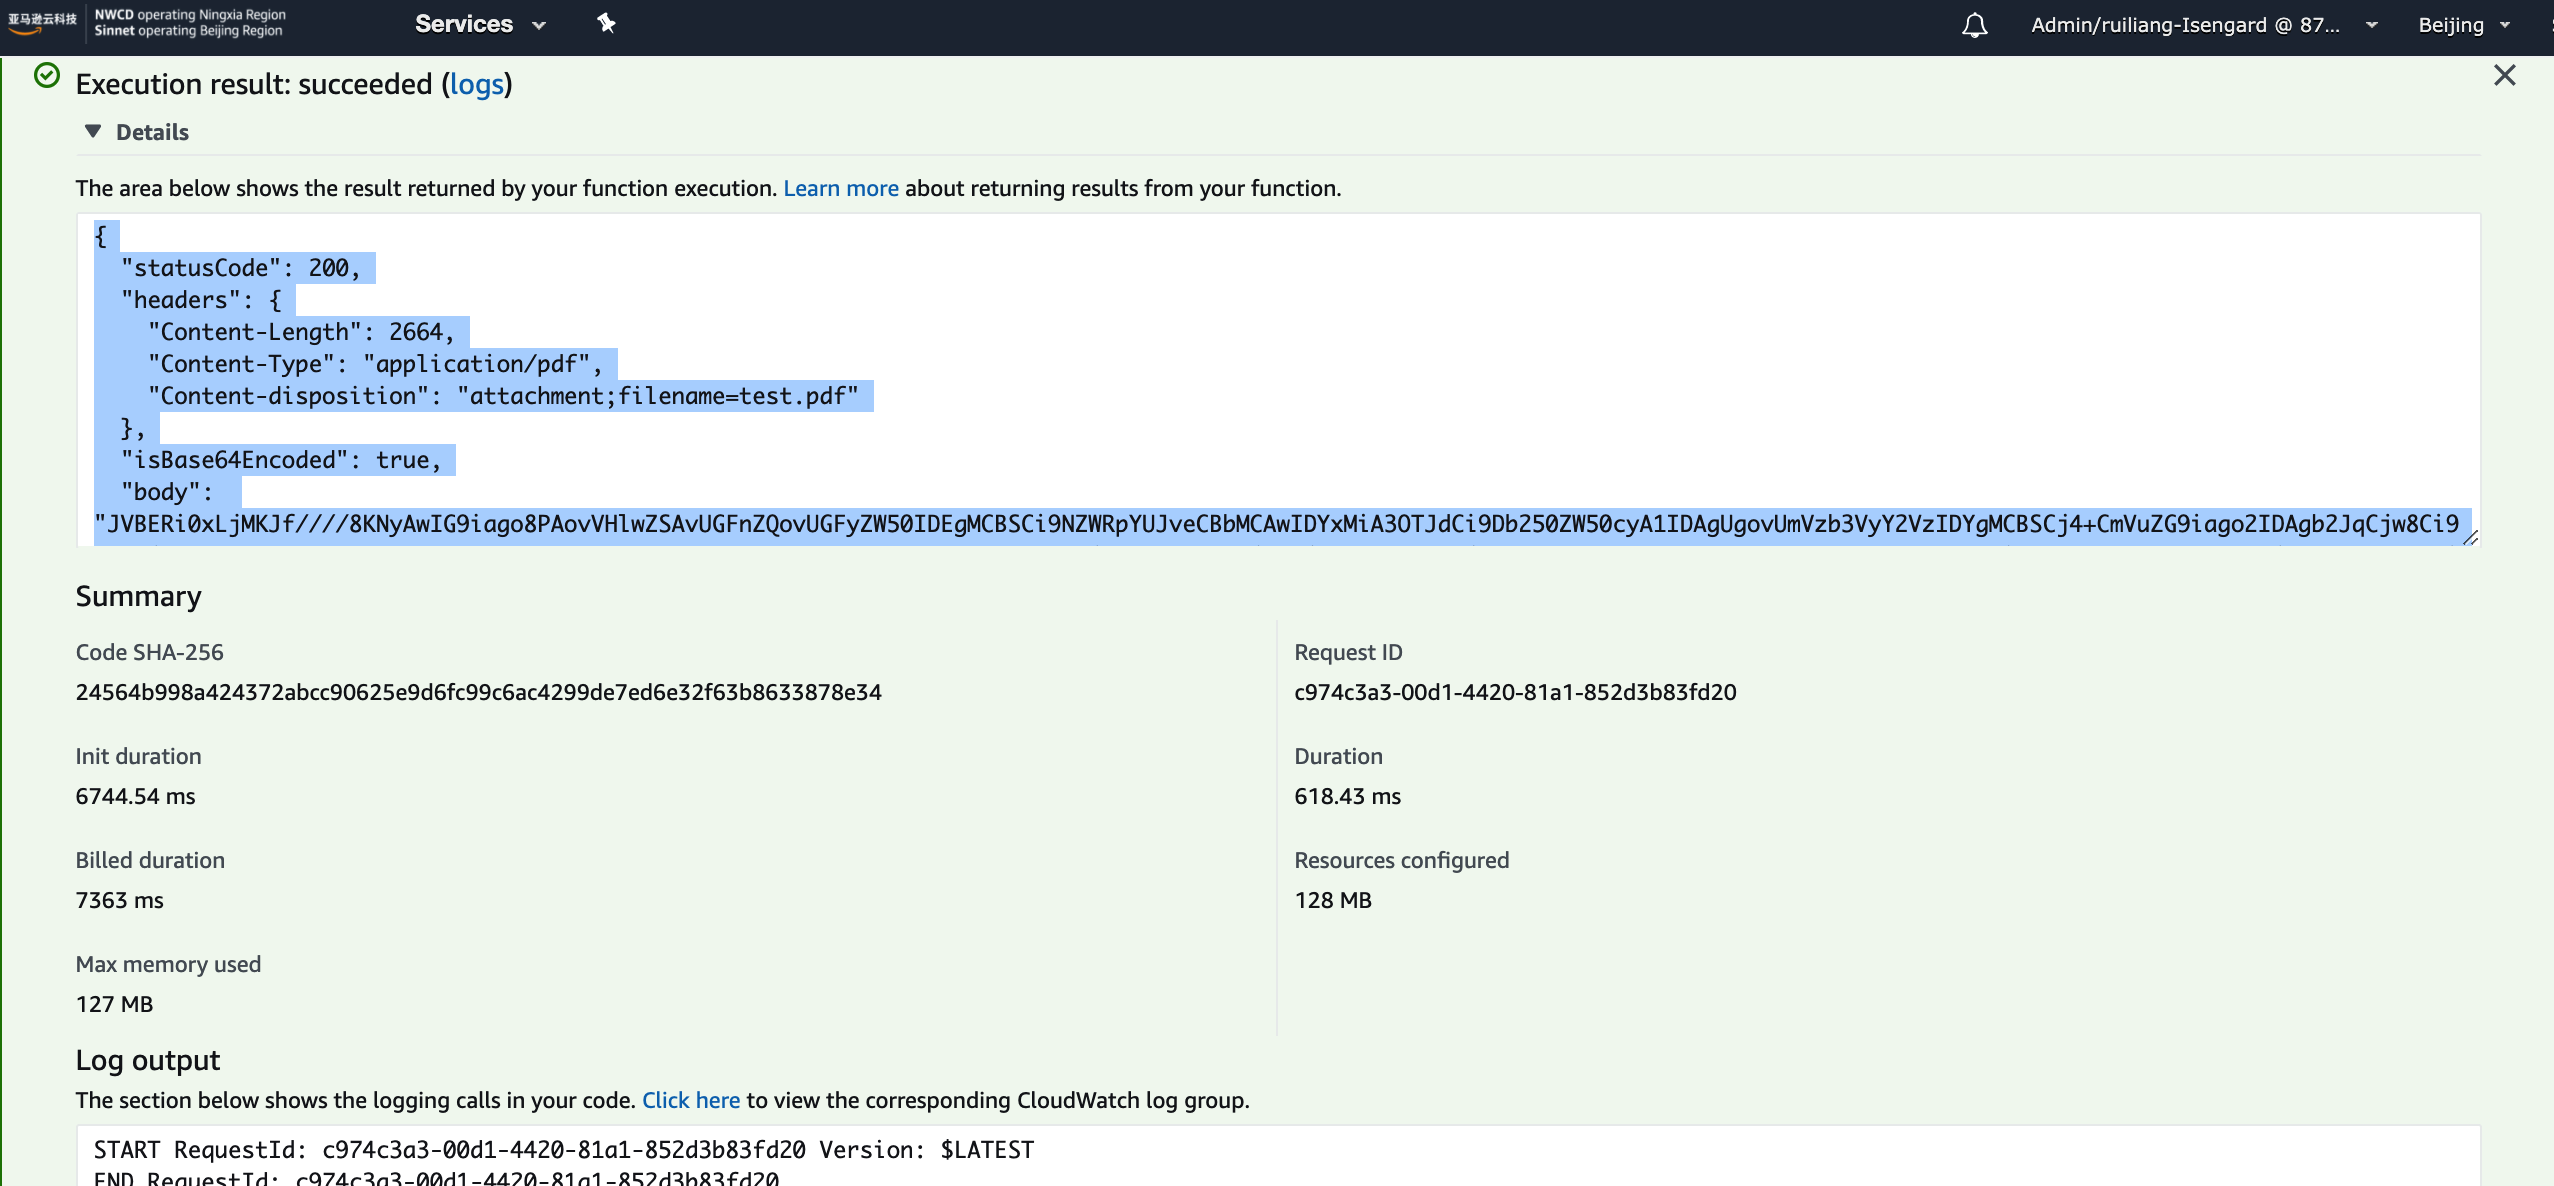 亚马逊云科技
NWCD operating Ningxia Region
Sinnet operating Beijing Region
Services
Admin/ruiliang-Isengard @ 87...
Beijing
Execution result: succeeded (logs)
Details
The area below shows the result returned by your function execution. Learn more about returning results from your function.
{
"statusCode": 200,
"headers": {
"Content-Length": 2664,
"Content-Type": "application/pdf",
"Content-disposition": "attachment;filename=test.pdf"
},
"isBase64Encoded": true,
"body":
"JVBERi0xLjMKJf////8KNyAwIG9iago8PAovVHlwZSAvUGFnZQovUGFyZW50IDEgMCBSCi9NZWRpYUJveCBbMCAwIDYxMiA3OTJdCi9Db250ZW50cyA1IDAgUgovUmVzb3VyY2VzIDYgMCBSCj4+CmVuZG9iago2IDAgb2JqCjw8Ci9
Summary
Code SHA-256
24564b998a424372abcc90625e9d6fc99c6ac4299de7ed6e32f63b8633878e34
Request ID
c974c3a3-00d1-4420-81a1-852d3b83fd20
Init duration
6744.54 ms
Duration
618.43 ms
Billed duration
7363 ms
Resources configured
128 MB
Max memory used
127 MB
Log output
The section below shows the logging calls in your code. Click here to view the corresponding CloudWatch log group.
START RequestId: c974c3a3-00d1-4420-81a1-852d3b83fd20 Version: $LATEST
END RequestId: c974c3a3-00d1-4420-81a1-852d3b83fd20